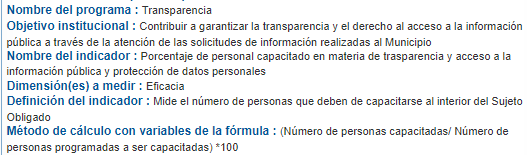 Nombre del programa : Transparencia
Objetivo institucional : Contribuir a garantizar la transparencia y el derecho al acceso a la información
pública a través de la atención de las solicitudes de información realizadas al Municipio
Nombre del indicador : Porcentaje de personal capacitado en materia de trasparencia y acceso a la
información pública y protección de datos personales
Dimensión(es) a medir : Eficacia
Definición del indicador : Mide el número de personas que deben de capacitarse al interior del Sujeto
Obligado
Método de cálculo con variables de la fórmula : (Número de personas capacitadas/ Número de
personas programadas a ser capacitadas) *100